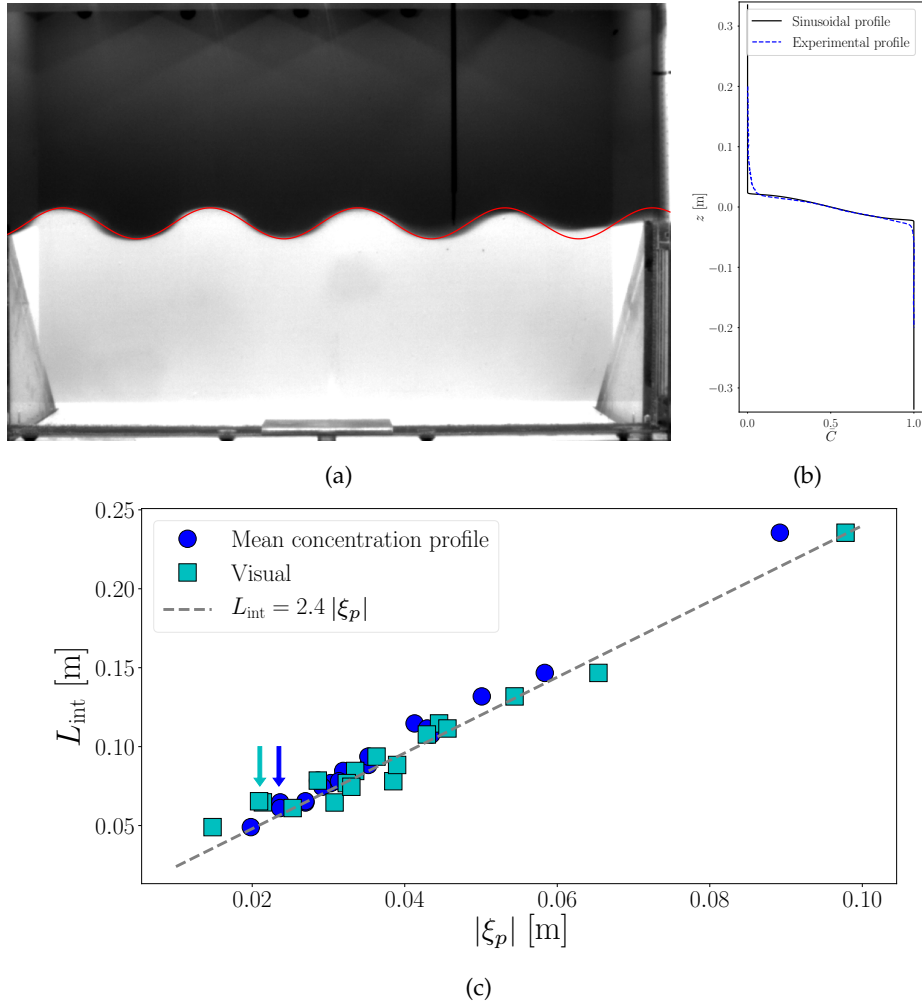 Sinusoidal profile
Experimental profile
0.3
0.2
0.1
0.0
−0.1
−0.2
−0.3
z [m]
0.0 0.5 1.0
C̄
(a) (b)
0.25
0.20
0.15
0.10
0.05
L_int [m]
Mean concentration profile
Visual
L_int = 2.4 |ξ_p|
0.02 0.04 0.06 0.08 0.10
|ξ_p| [m]
(c)